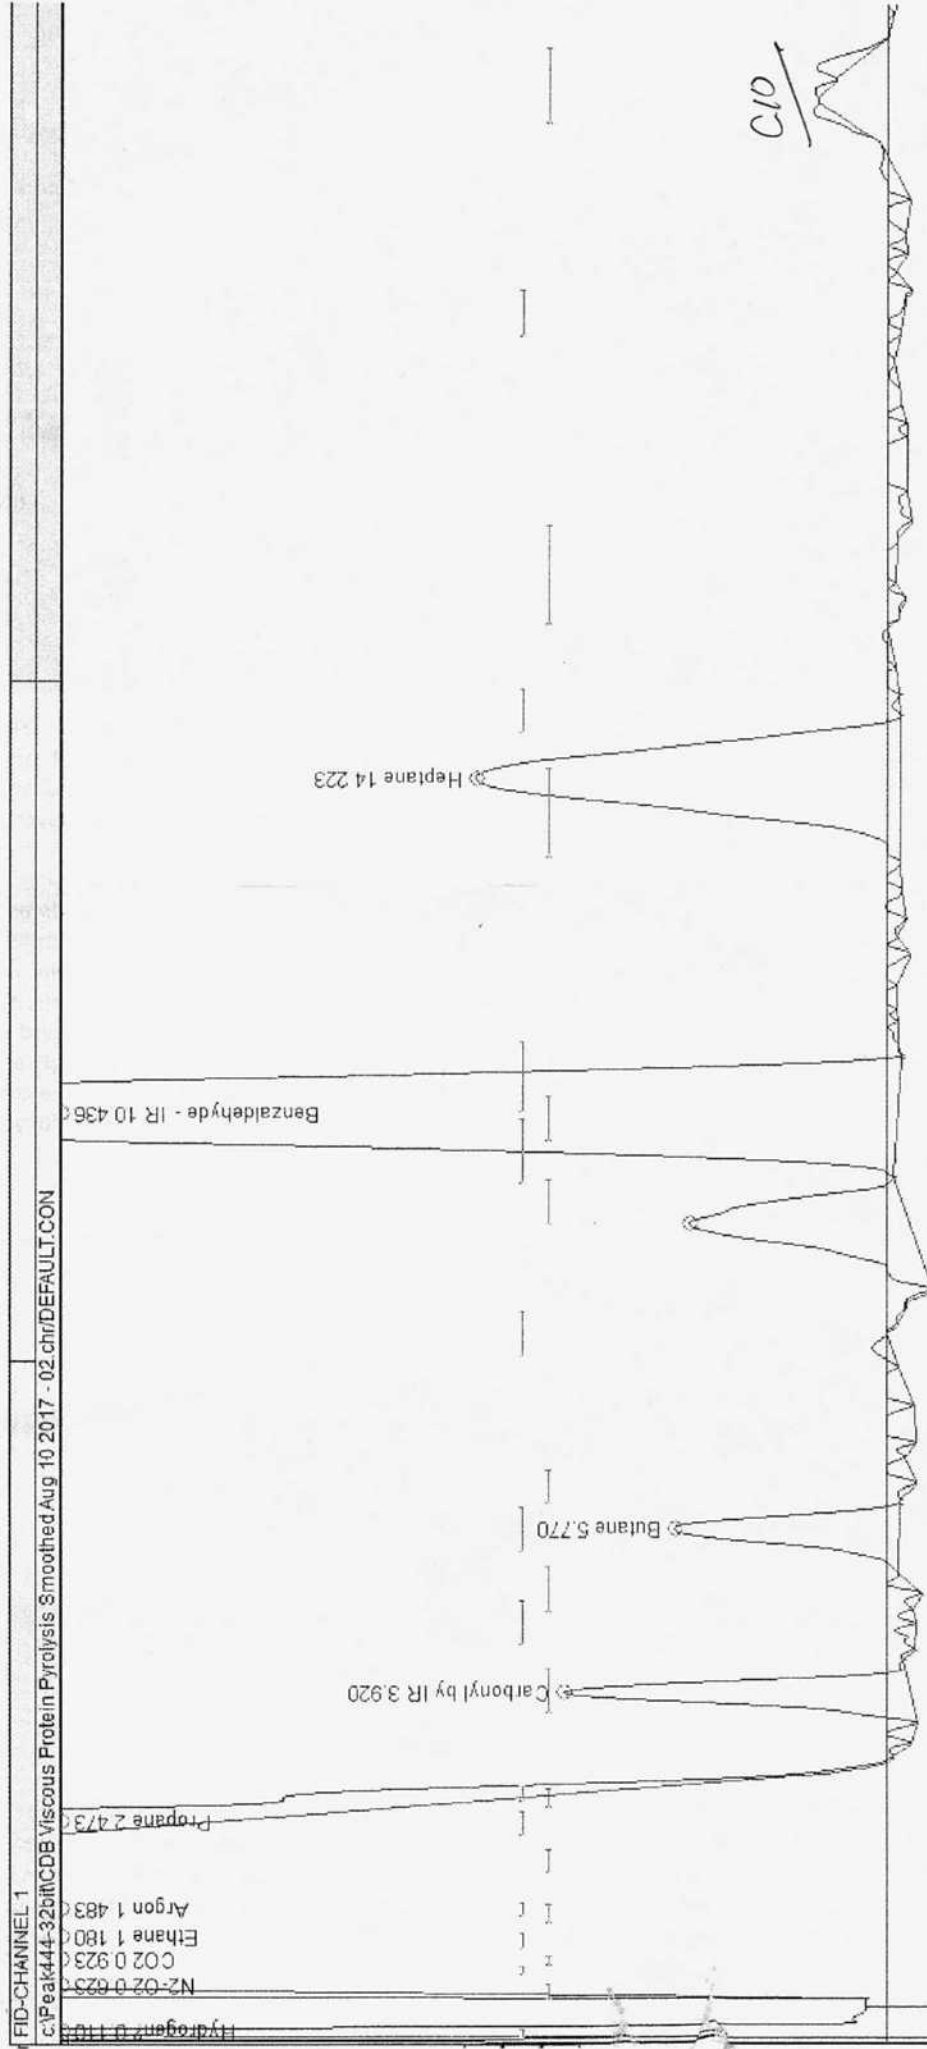 FID-CHANNEL 1
c:\Peak444-32bit\CDB Viscous Protein Pyrolysis Smoothed Aug 10 2017 - 02.chr/DEFAULT.CON
Hydrogen? 0.110
N2-O2 0.623
CO2 0.923
Ethane 1.180
Argon 1.483
Propane 2.473
Carbonyl by IR 3.920
Butane 5.770
Benzaldehyde - IR 10.436
Heptane 14.223
C10